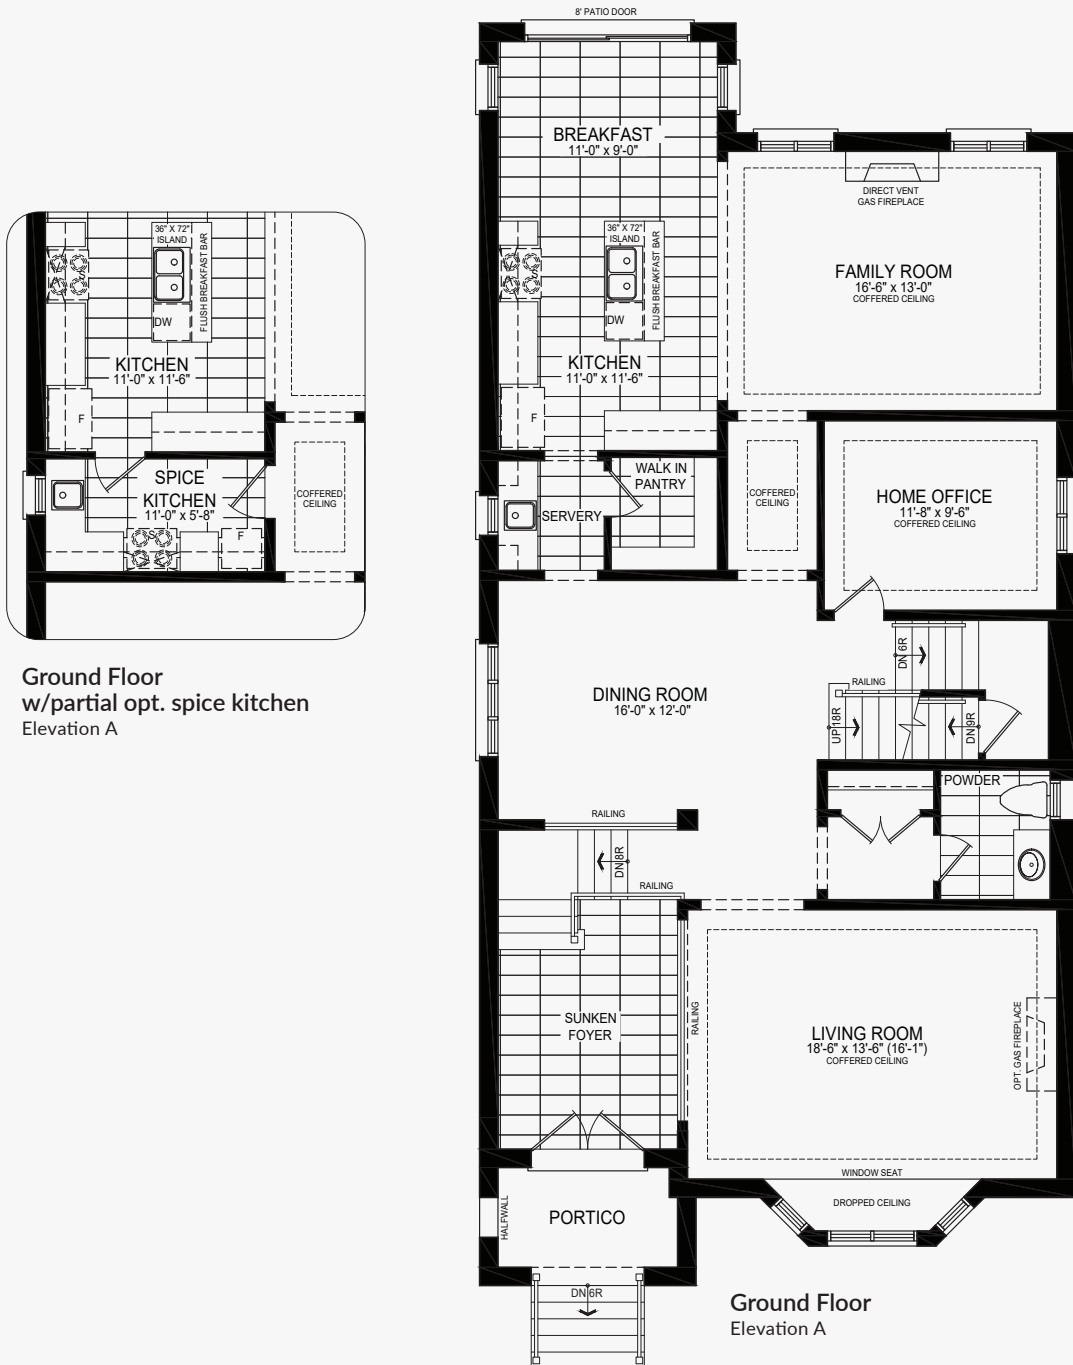 8' PATIO DOOR
BREAKFAST
11'-0" x 9'-0"
DIRECT VENT
GAS FIREPLACE
36" X 72"
ISLAND
FLUSH BREAKFAST BAR
DW
S
KITCHEN
11'-0" x 11'-6"
F
FAMILY ROOM
16'-6" x 13'-0"
COFFERED CEILING
WALK IN
PANTRY
SERVERY
COFFERED
CEILING
HOME OFFICE
11'-8" x 9'-6"
COFFERED CEILING
DN 6R
RAILING
UP 18R
DN 9R
DINING ROOM
16'-0" x 12'-0"
POWDER
RAILING
DN 8R
RAILING
SUNKEN
FOYER
RAILING
LIVING ROOM
18'-6" x 13'-6" (16'-1")
COFFERED CEILING
OPT. GAS FIREPLACE
WINDOW SEAT
DROPPED CEILING
HALFWALL
PORTICO
DN 6R
Ground Floor
Elevation A
36" X 72"
ISLAND
FLUSH BREAKFAST BAR
DW
S
KITCHEN
11'-0" x 11'-6"
F
SPICE
KITCHEN
11'-0" x 5'-8"
S
F
COFFERED
CEILING
Ground Floor
w/partial opt. spice kitchen
Elevation A